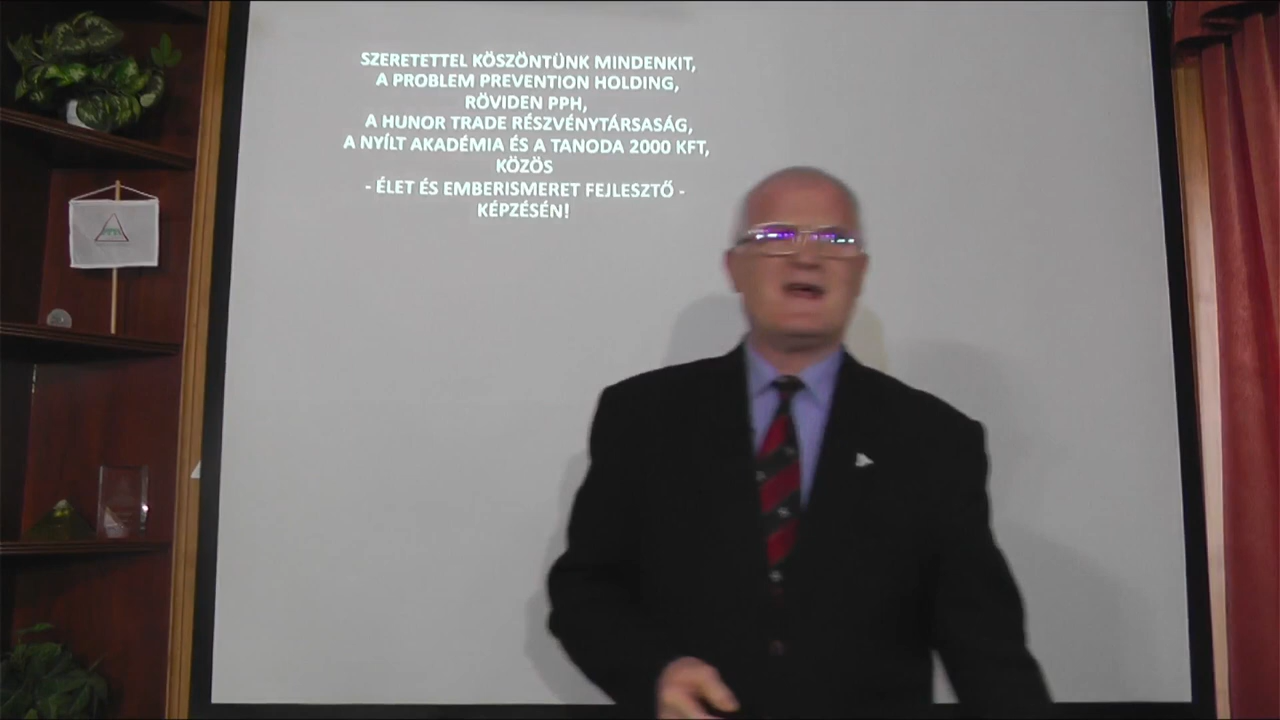 SZERETETTEL KÖSZÖNTÜNK MINDENKIT,
A PROBLEM PREVENTION HOLDING,
RÖVIDEN PPH,
A HUNOR TRADE RÉSZVÉNYTÁRSASÁG,
A NYÍLT AKADÉMIA ÉS A TANODA 2000 KFT,
KÖZÖS
- ÉLET ÉS EMBERISMERET FEJLESZTŐ -
KÉPZÉSÉN!